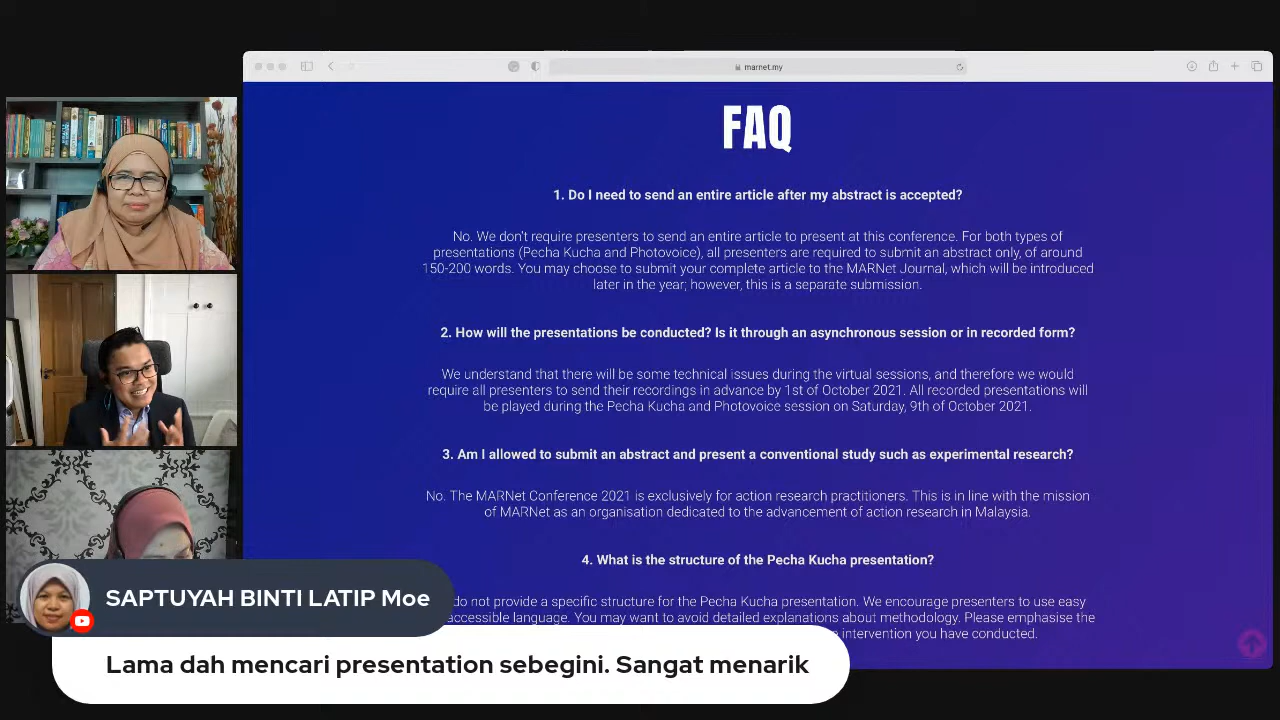 marnet.my
FAQ
1. Do I need to send an entire article after my abstract is accepted?
No. We don't require presenters to send an entire article to present at this conference. For both types of
presentations (Pecha Kucha and Photovoice), all presenters are required to submit an abstract only, of around
150-200 words. You may choose to submit your complete article to the MARNet Journal, which will be introduced
later in the year; however, this is a separate submission.
2. How will the presentations be conducted? Is it through an asynchronous session or in recorded form?
We understand that there will be some technical issues during the virtual sessions, and therefore we would
require all presenters to send their recordings in advance by 1st of October 2021. All recorded presentations will
be played during the Pecha Kucha and Photovoice session on Saturday, 9th of October 2021.
3. Am I allowed to submit an abstract and present a conventional study such as experimental research?
No. The MARNet Conference 2021 is exclusively for action research practitioners. This is in line with the mission
of MARNet as an organisation dedicated to the advancement of action research in Malaysia.
4. What is the structure of the Pecha Kucha presentation?
do not provide a specific structure for the Pecha Kucha presentation. We encourage presenters to use easy
accessible language. You may want to avoid detailed explanations about methodology. Please emphasise the
intervention you have conducted.
SAPTUYAH BINTI LATIP Moe
Lama dah mencari presentation sebegini. Sangat menarik